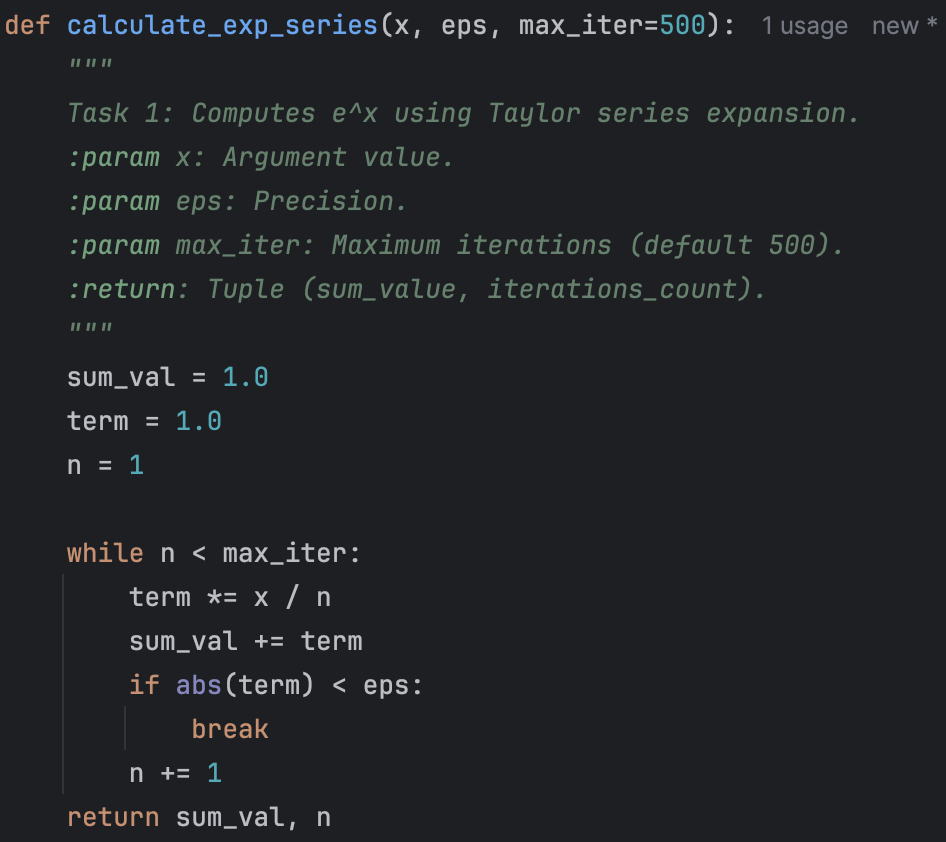 def calculate_exp_series(x, eps, max_iter=500): 1 usage new *
"""
Task 1: Computes e^x using Taylor series expansion.
:param x: Argument value.
:param eps: Precision.
:param max_iter: Maximum iterations (default 500).
:return: Tuple (sum_value, iterations_count).
"""
sum_val = 1.0
term = 1.0
n = 1
while n < max_iter:
term *= x / n
sum_val += term
if abs(term) < eps:
break
n += 1
return sum_val, n